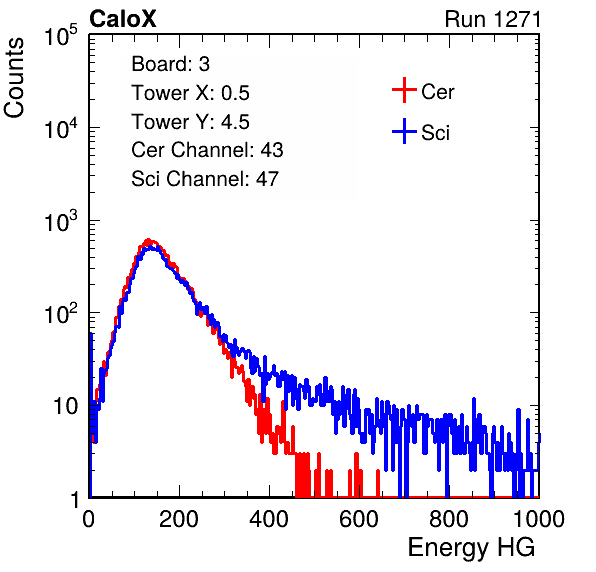 CaloX Run 1271
Counts
10^5
10^4
10^3
10^2
10
1
Board: 3
Tower X: 0.5
Tower Y: 4.5
Cer Channel: 43
Sci Channel: 47
Cer
Sci
0 200 400 600 800 1000
Energy HG